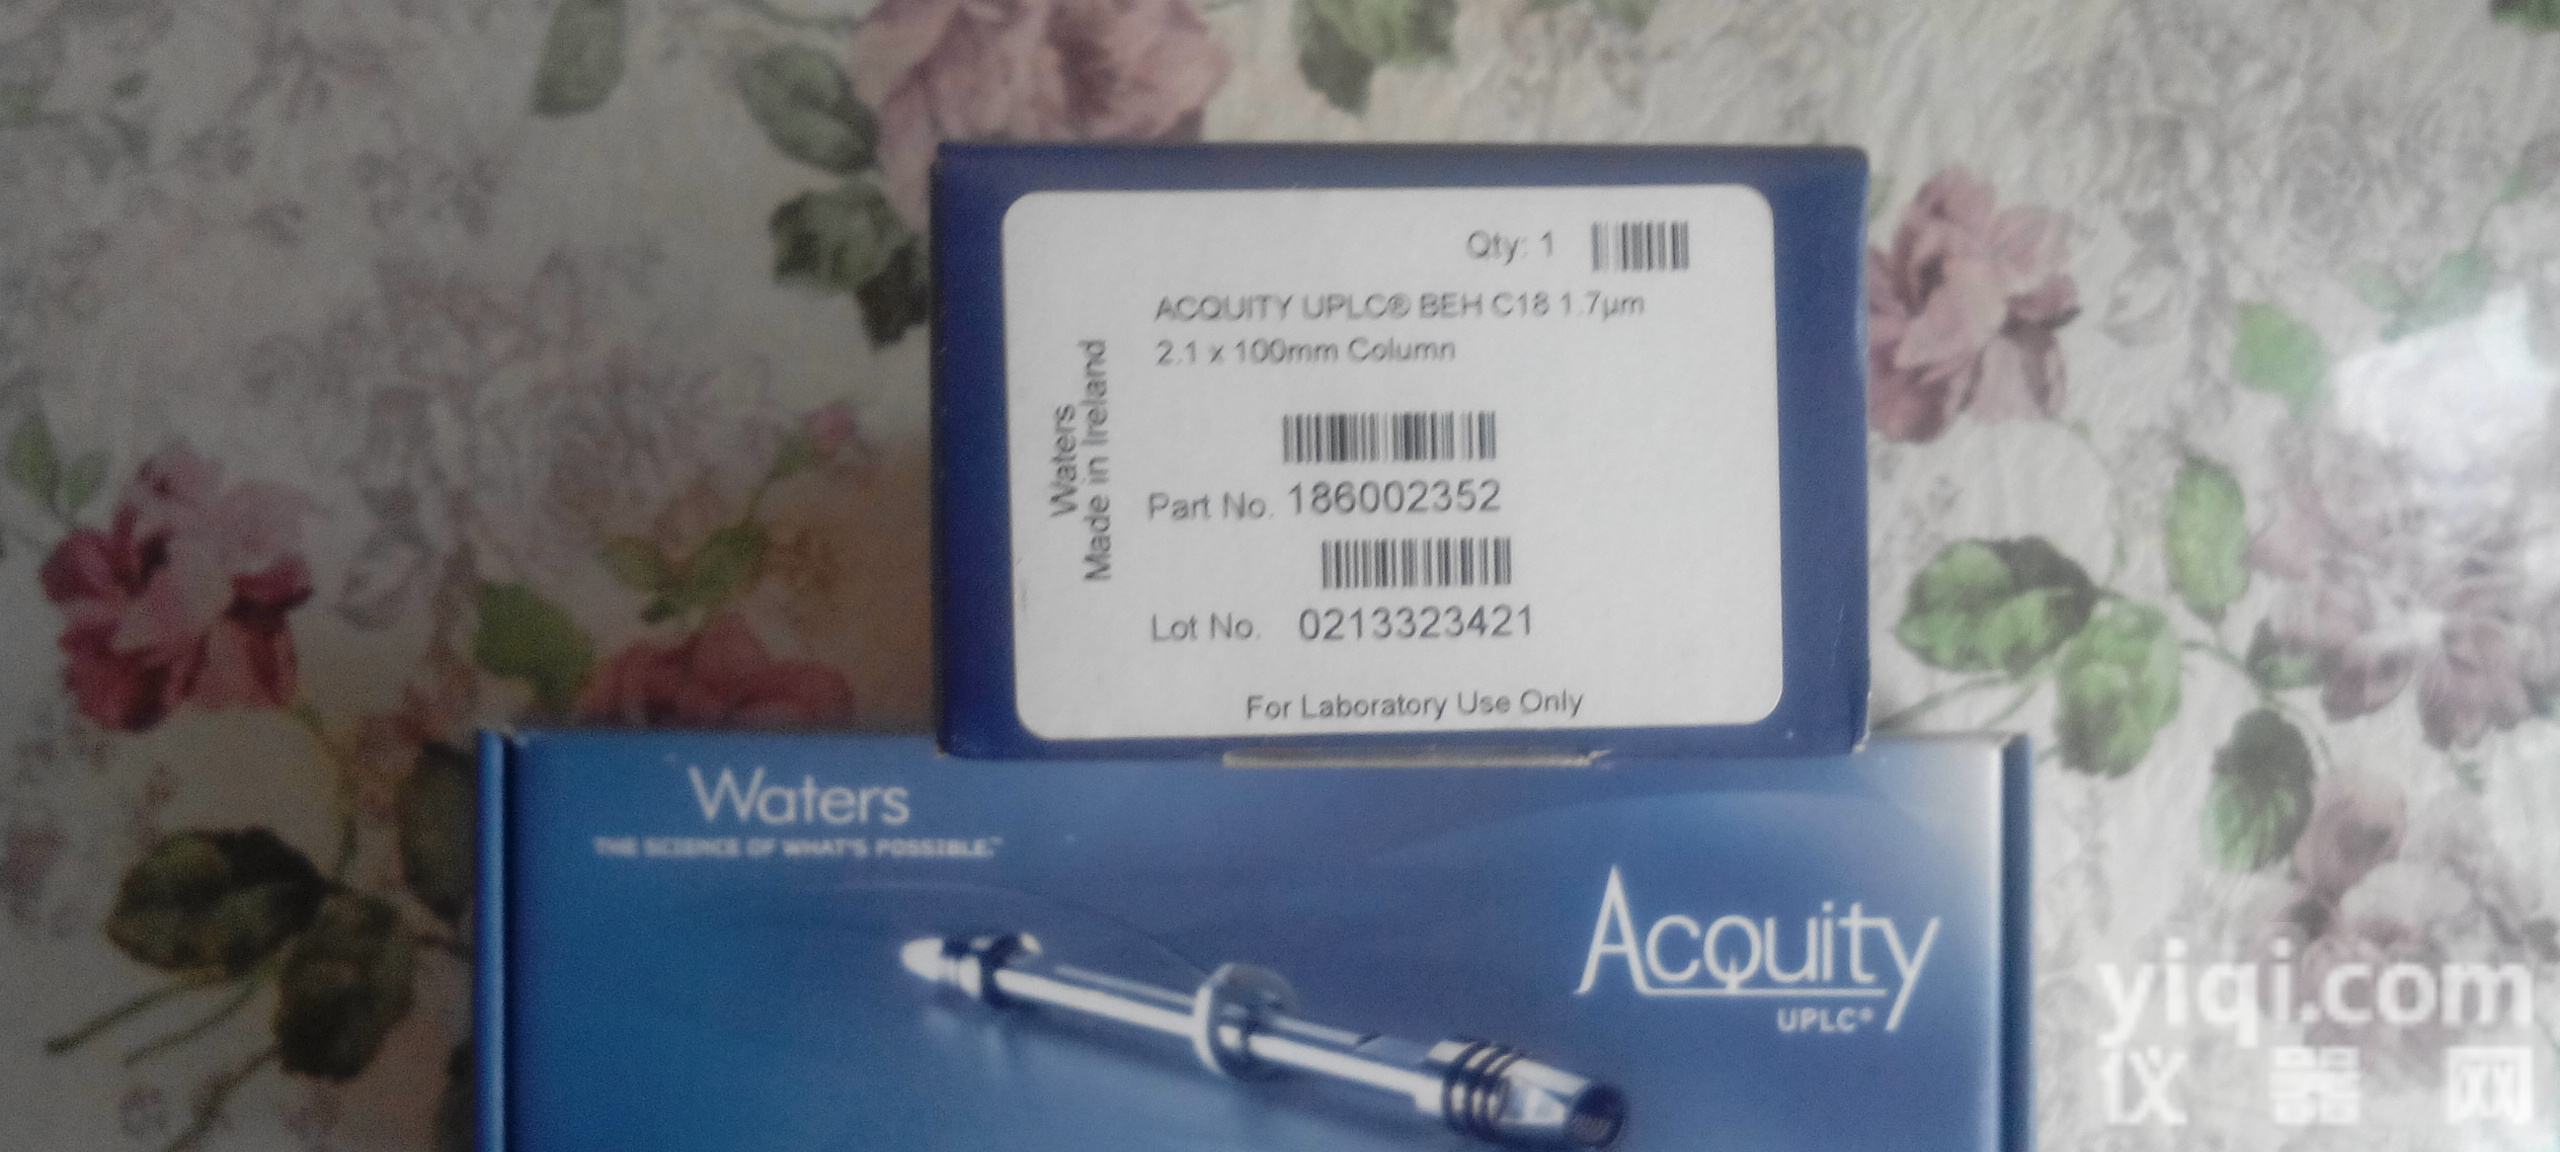 Qty: 1
ACQUITY UPLC® BEH C18 1.7µm
2.1 x 100mm Column
Waters
Made in Ireland
Part No. 186002352
Lot No. 0213323421
For Laboratory Use Only
Waters
THE SCIENCE OF WHAT'S POSSIBLE.™
Acquity
UPLC®
yiqi.com
仪器网